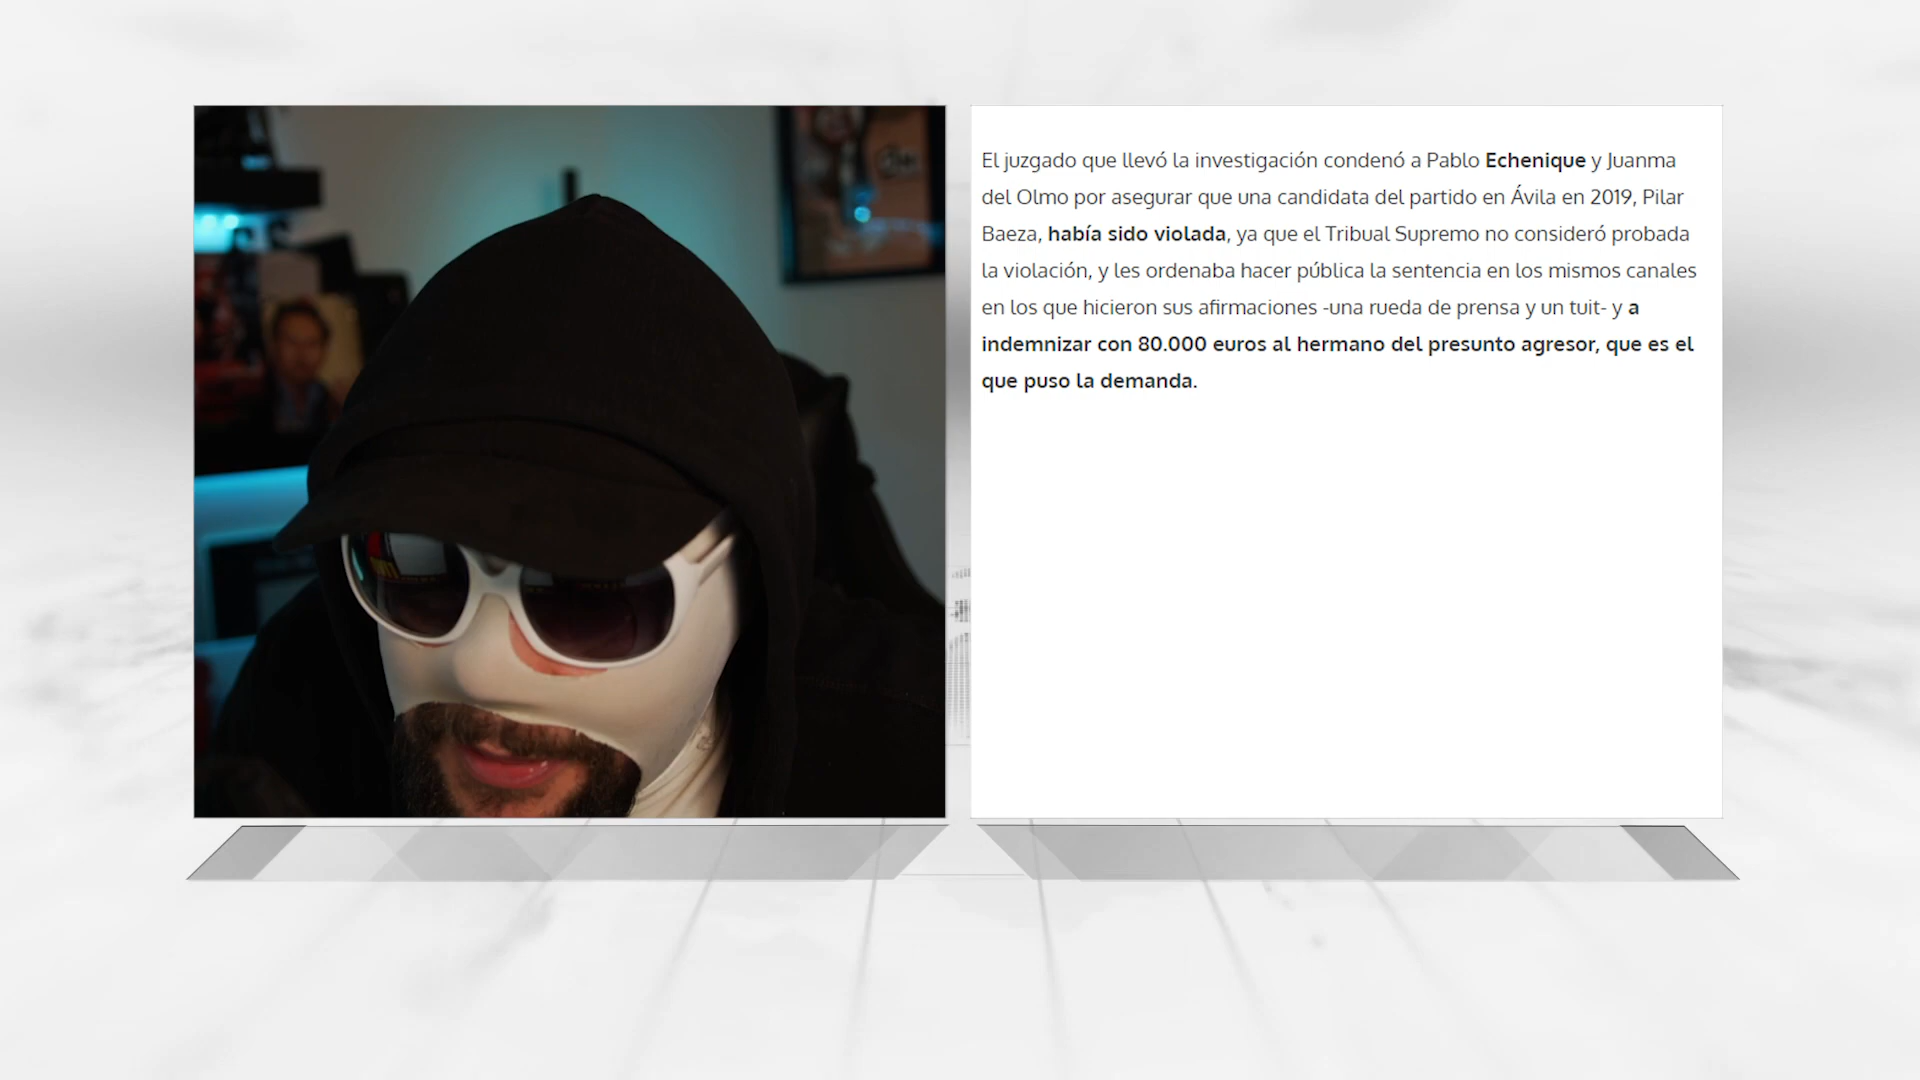 El juzgado que llevó la investigación condenó a Pablo Echenique y Juanma
del Olmo por asegurar que una candidata del partido en Ávila en 2019, Pilar
Baeza, había sido violada, ya que el Tribual Supremo no consideró probada
la violación, y les ordenaba hacer pública la sentencia en los mismos canales
en los que hicieron sus afirmaciones -una rueda de prensa y un tuit- y a
indemnizar con 80.000 euros al hermano del presunto agresor, que es el
que puso la demanda.